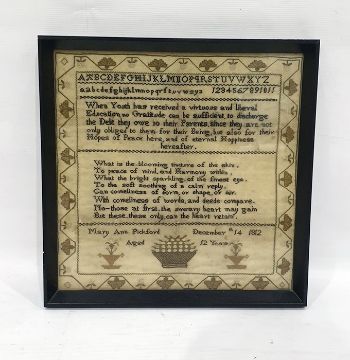 ABCDEFGHIJKLMNOPQRSTUVWXYZ
abcdefghijklmnopqrstuvwxyz 1234567891011
When Youth has received a virtuous and liberal
Education, no Gratitude can be sufficient to discharge
the Debt they owe to their Parents, since they are not
only obliged to them for their Being, but also for their
Hopes of Peace here, and of eternal Happiness
hereafter.
What is the blooming tincture of the skin,
To peace of mind, and Harmony within,
What the bright sparkling of the finest eye,
To the soft soothing of a calm reply,
Can comeliness of form, or shape, or air,
With comeliness of words, and deeds compare,
No those at first, the unwary heart may gain
But these, these only, can the heart retain.
Mary Ann Pickford December th 14 1812
Aged 12 Years